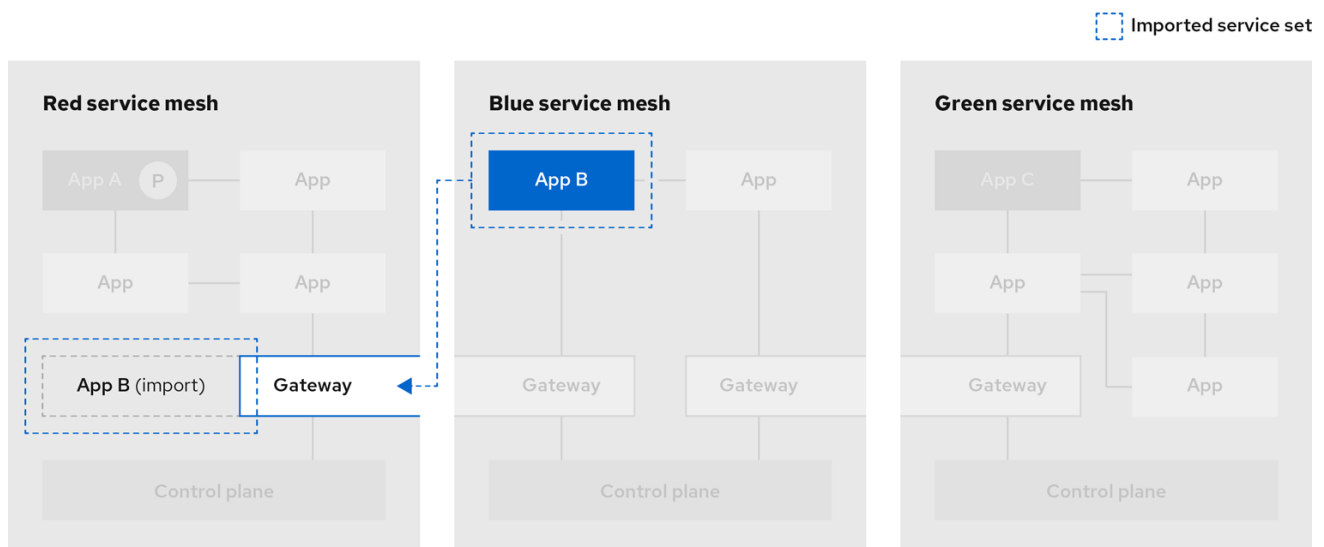 Imported service set
Red service mesh
App A P App
App App
App B (import) Gateway
Control plane
Blue service mesh
App B App
Gateway Gateway
Control plane
Green service mesh
App C App
App App
Gateway App
Control plane